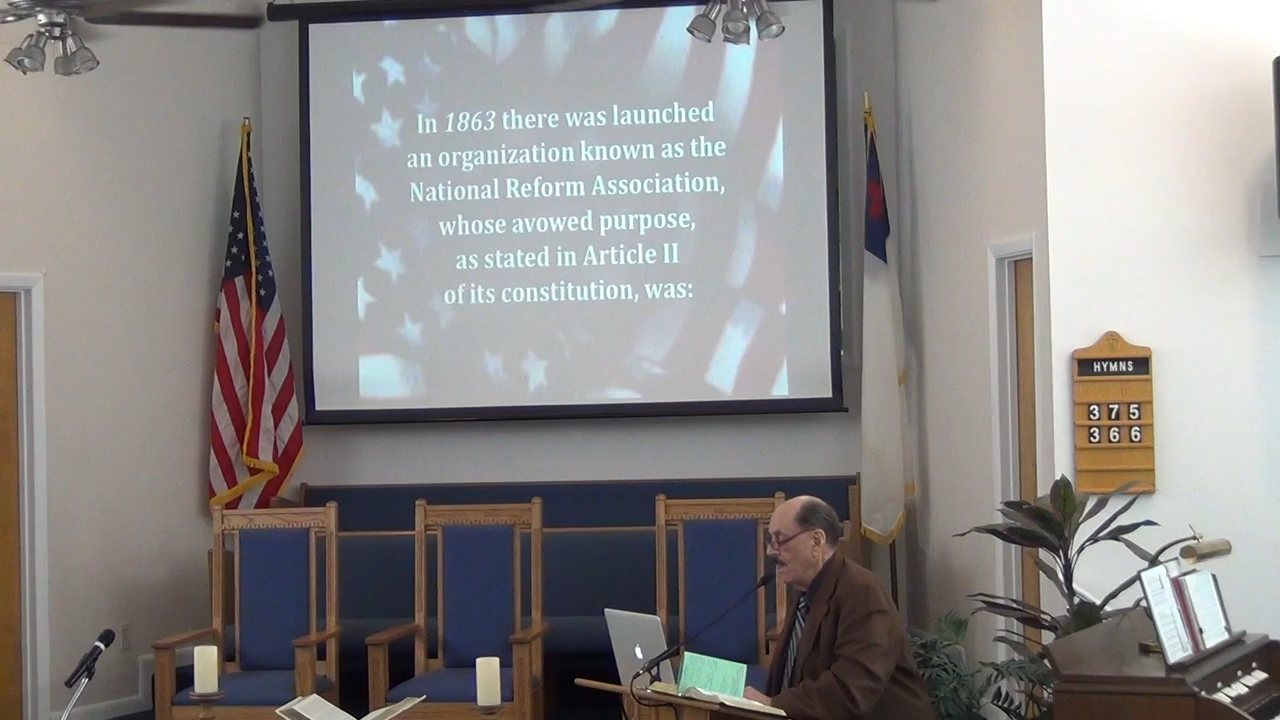 In 1863 there was launched
an organization known as the
National Reform Association,
whose avowed purpose,
as stated in Article II
of its constitution, was:
HYMNS
375
366